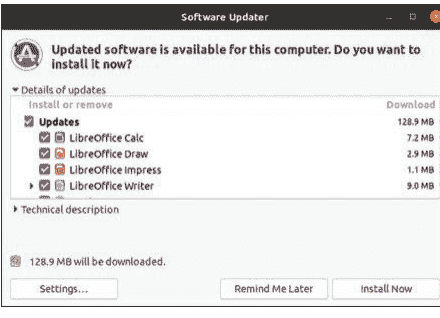 Software Updater
Updated software is available for this computer. Do you want to
install it now?
Details of updates
Install or remove Download
Updates 128.9 MB
LibreOffice Calc 7.2 MB
LibreOffice Draw 2.9 MB
LibreOffice Impress 1.1 MB
LibreOffice Writer 9.0 MB
Technical description
128.9 MB will be downloaded.
Settings... Remind Me Later Install Now